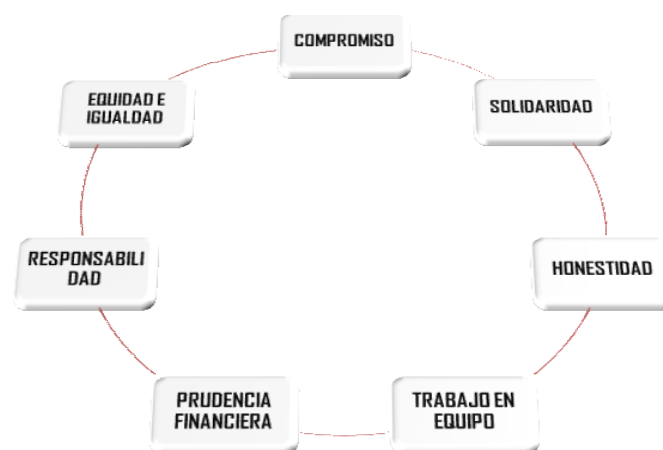 COMPROMISO
SOLIDARIDAD
HONESTIDAD
TRABAJO EN
EQUIPO
PRUDENCIA
FINANCIERA
RESPONSABILI
DAD
EQUIDAD E
IGUALDAD